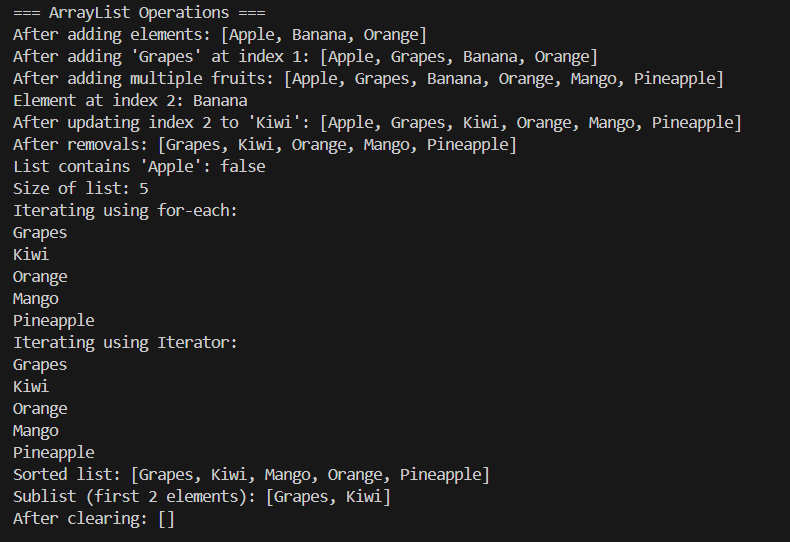 === ArrayList Operations ===
After adding elements: [Apple, Banana, Orange]
After adding 'Grapes' at index 1: [Apple, Grapes, Banana, Orange]
After adding multiple fruits: [Apple, Grapes, Banana, Orange, Mango, Pineapple]
Element at index 2: Banana
After updating index 2 to 'Kiwi': [Apple, Grapes, Kiwi, Orange, Mango, Pineapple]
After removals: [Grapes, Kiwi, Orange, Mango, Pineapple]
List contains 'Apple': false
Size of list: 5
Iterating using for-each:
Grapes
Kiwi
Orange
Mango
Pineapple
Iterating using Iterator:
Grapes
Kiwi
Orange
Mango
Pineapple
Sorted list: [Grapes, Kiwi, Mango, Orange, Pineapple]
Sublist (first 2 elements): [Grapes, Kiwi]
After clearing: []